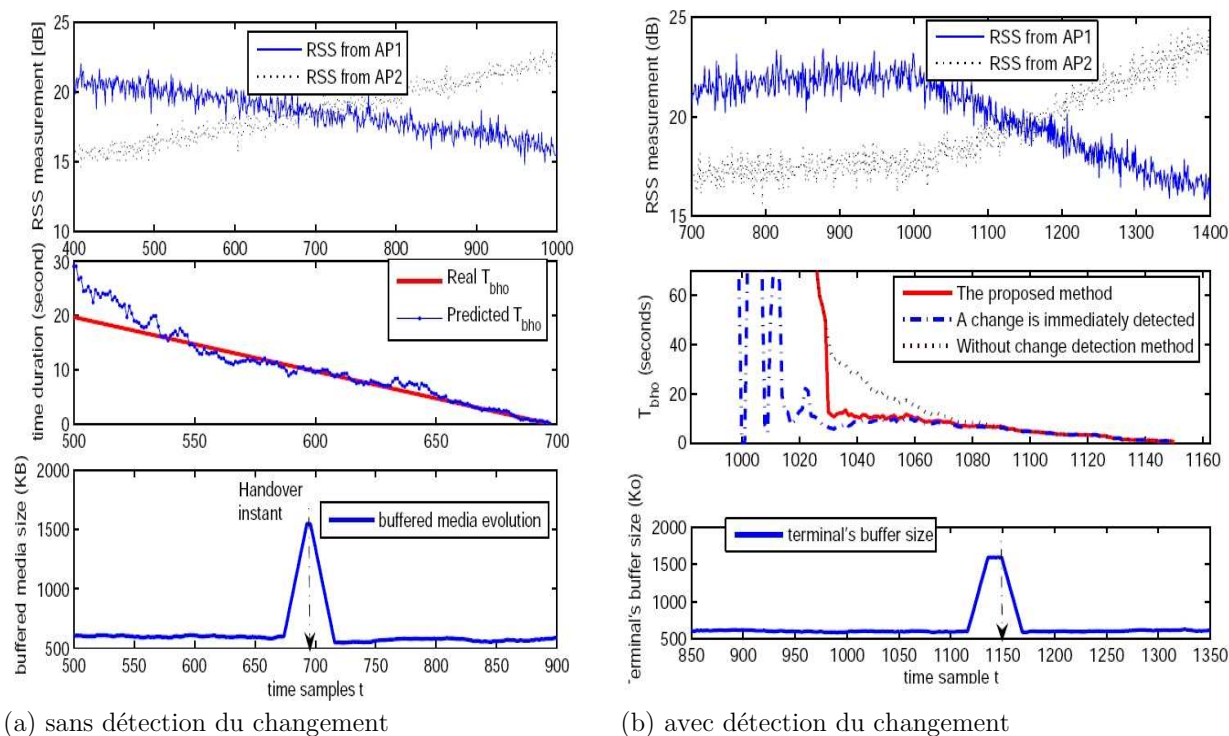 25
20
15
10
RSS measurement [dB]
RSS from AP1
RSS from AP2
400 500 600 700 800 900 1000
30
20
10
0
time duration (second)
Real T_bho
Predicted T_bho
500 550 600 650 700
2000
1500
1000
500
buffered media size (KB)
Handover
instant
buffered media evolution
500 550 600 650 700 750 800 850 900
time samples t
(a) sans détection du changement
25
20
15
RSS measurement (dB)
RSS from AP1
RSS from AP2
700 800 900 1000 1100 1200 1300 1400
60
40
20
0
T_bho (seconds)
The proposed method
A change is immediately detected
Without change detection method
1000 1020 1040 1060 1080 1100 1120 1140 1160
2000
1500
1000
500
erminal's buffer size (Ko)
terminal's buffer size
850 900 950 1000 1050 1100 1150 1200 1250 1300 1350
time sample t
(b) avec détection du changement